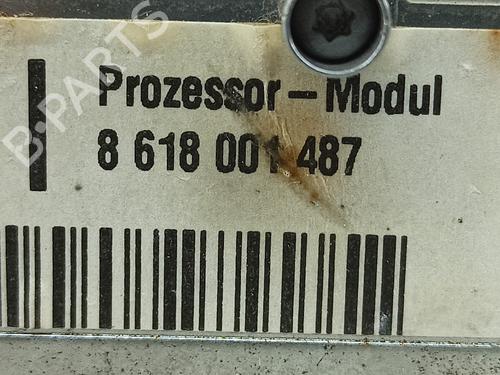 B-PARTS
Prozessor – Modul
8 618 001 487